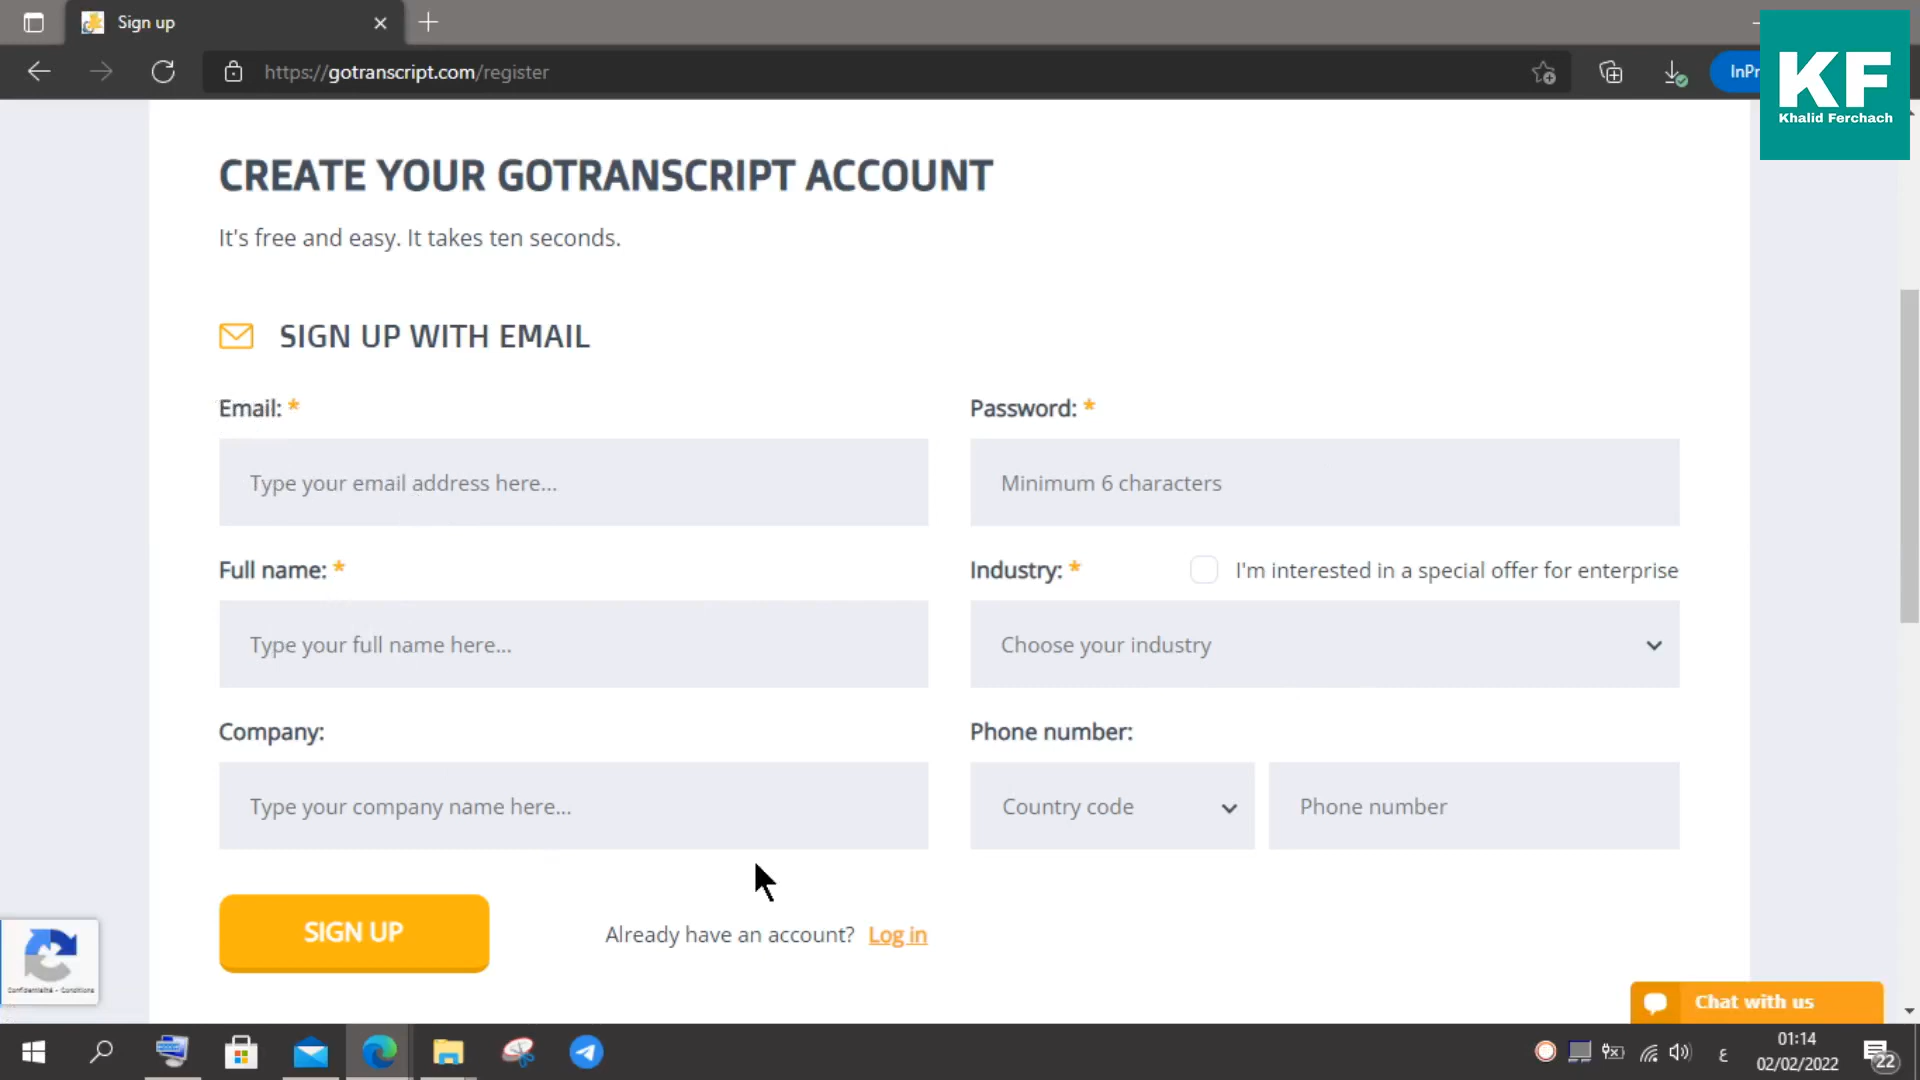 Sign up
https://gotranscript.com/register
InPr
KF
Khalid Ferchach
CREATE YOUR GOTRANSCRIPT ACCOUNT
It's free and easy. It takes ten seconds.
SIGN UP WITH EMAIL
Email: *
Password: *
Type your email address here...
Minimum 6 characters
Full name: *
Industry: *
I'm interested in a special offer for enterprise
Type your full name here...
Choose your industry
Company:
Phone number:
Type your company name here...
Country code
Phone number
SIGN UP
Already have an account? Log in
Confidentialité - Conditions
Chat with us
ع
01:14
02/02/2022
22